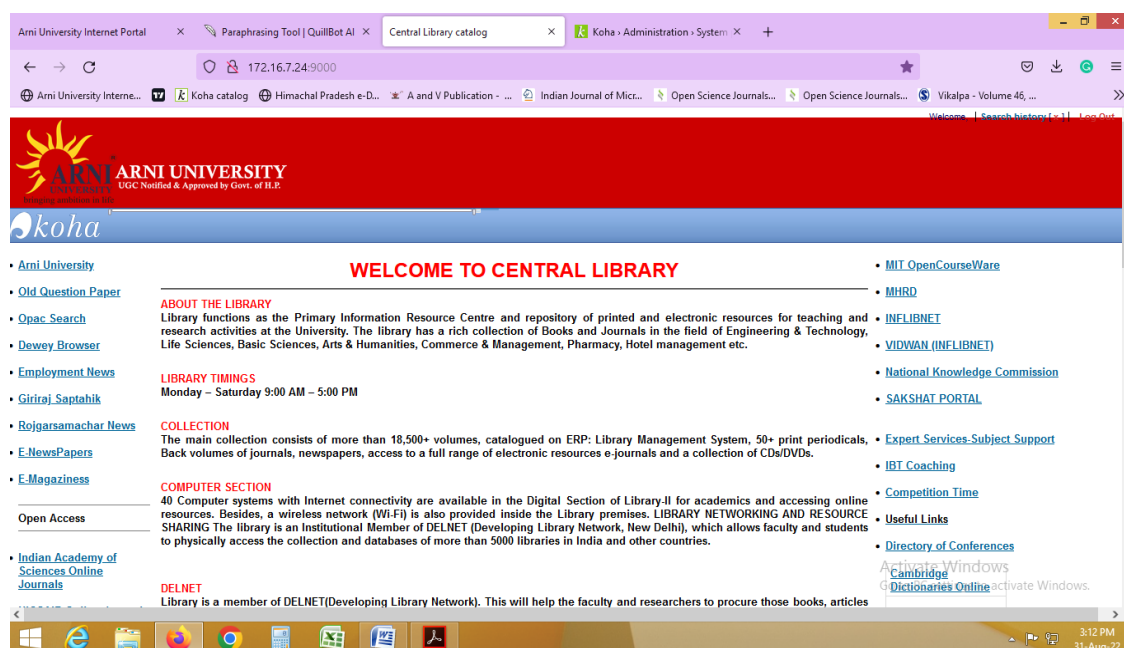 Arni University Internet Portal
Paraphrasing Tool | QuillBot AI
Central Library catalog
Koha › Administration › System
172.16.7.24:9000
Arni University Interne...
Koha catalog
Himachal Pradesh e-D...
A and V Publication - ...
Indian Journal of Micr...
Open Science Journals...
Open Science Journals...
Vikalpa - Volume 46, ...
Welcome, | Search history [x] | Log Out
ARNI
UNIVERSITY
ARNI UNIVERSITY
UGC Notified & Approved by Govt. of H.P.
koha
• Arni University
• Old Question Paper
• Opac Search
• Dewey Browser
• Employment News
• Giriraj Saptahik
• Rojgarsamachar News
• E-NewsPapers
• E-Magaziness
Open Access
• Indian Academy of
Sciences Online
Journals
WELCOME TO CENTRAL LIBRARY
ABOUT THE LIBRARY
Library functions as the Primary Information Resource Centre and repository of printed and electronic resources for teaching and
research activities at the University. The library has a rich collection of Books and Journals in the field of Engineering & Technology,
Life Sciences, Basic Sciences, Arts & Humanities, Commerce & Management, Pharmacy, Hotel management etc.
LIBRARY TIMINGS
Monday – Saturday 9:00 AM – 5:00 PM
COLLECTION
The main collection consists of more than 18,500+ volumes, catalogued on ERP: Library Management System, 50+ print periodicals,
Back volumes of journals, newspapers, access to a full range of electronic resources e-journals and a collection of CDs/DVDs.
COMPUTER SECTION
40 Computer systems with Internet connectivity are available in the Digital Section of Library-II for academics and accessing online
resources. Besides, a wireless network (Wi-Fi) is also provided inside the Library premises. LIBRARY NETWORKING AND RESOURCE
SHARING The library is an Institutional Member of DELNET (Developing Library Network, New Delhi), which allows faculty and students
to physically access the collection and databases of more than 5000 libraries in India and other countries.
DELNET
Library is a member of DELNET(Developing Library Network). This will help the faculty and researchers to procure those books, articles
• MIT OpenCourseWare
• MHRD
• INFLIBNET
• VIDWAN (INFLIBNET)
• National Knowledge Commission
• SAKSHAT PORTAL
• Expert Services-Subject Support
• IBT Coaching
• Competition Time
• Useful Links
• Directory of Conferences
Cambridge
Dictionaries Online
Activate Windows
activate Windows.
3:12 PM
31-Aug-22